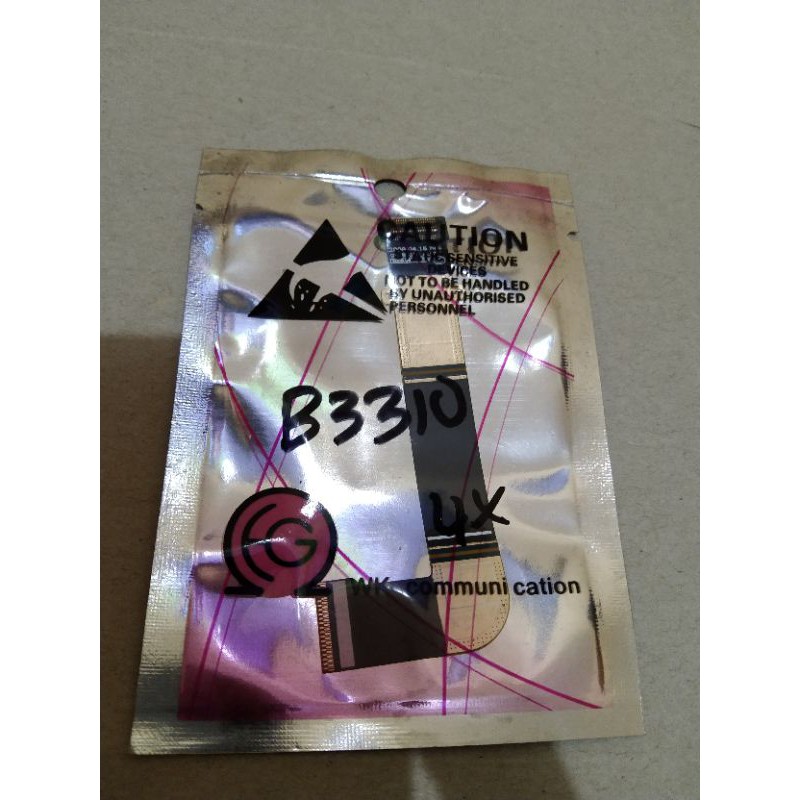 CAUTION
SENSITIVE
DEVICES
NOT TO BE HANDLED
BY UNAUTHORISED
PERSONNEL
B3310
4x
G
WK communi cation